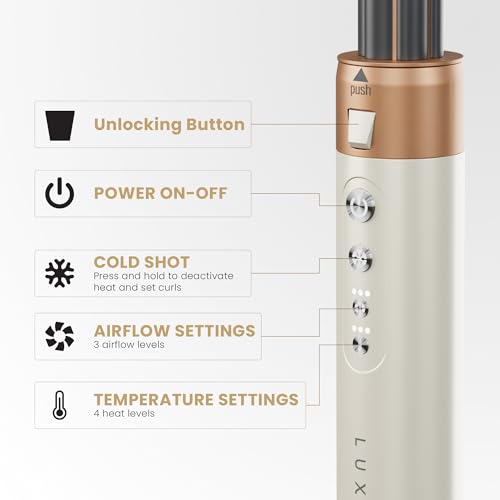 push
Unlocking Button
POWER ON-OFF
COLD SHOT
Press and hold to deactivate
heat and set curls
AIRFLOW SETTINGS
3 airflow levels
TEMPERATURE SETTINGS
4 heat levels
LUX